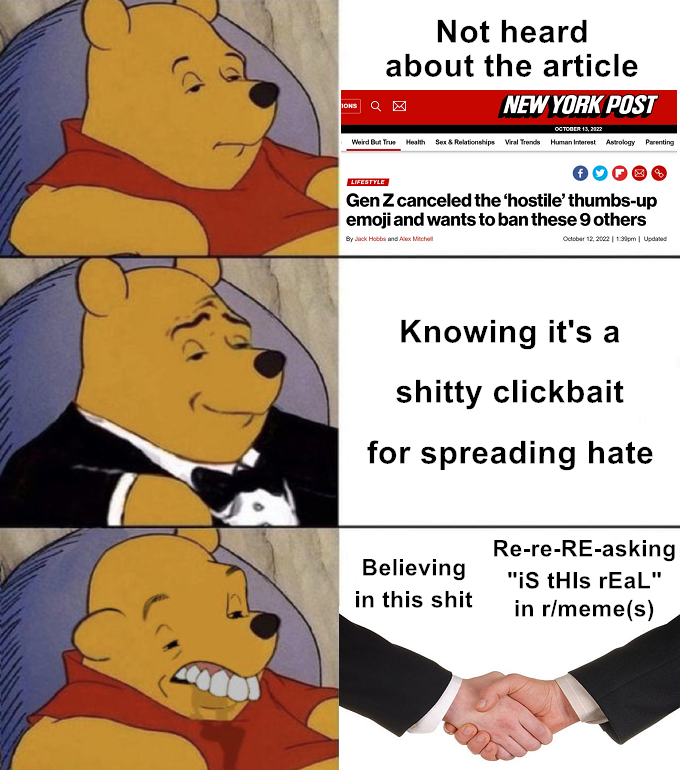 Not heard
about the article
IONS
NEW YORK POST
OCTOBER 13, 2022
Weird But True Health Sex & Relationships Viral Trends Human Interest Astrology Parenting
LIFESTYLE
Gen Z canceled the ‘hostile’ thumbs-up
emoji and wants to ban these 9 others
By Jack Hobbs and Alex Mitchell
October 12, 2022 | 1:39pm | Updated
Knowing it's a
shitty clickbait
for spreading hate
Believing
in this shit
Re-re-RE-asking
"iS tHIs rEaL"
in r/meme(s)